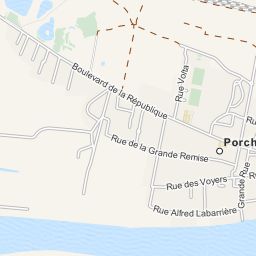 Boulevard de la République
Rue Volta
Rue de la Grande Remise
Porch
Rue des Voyers
Grande Rue
Rue Alfred Labarrière